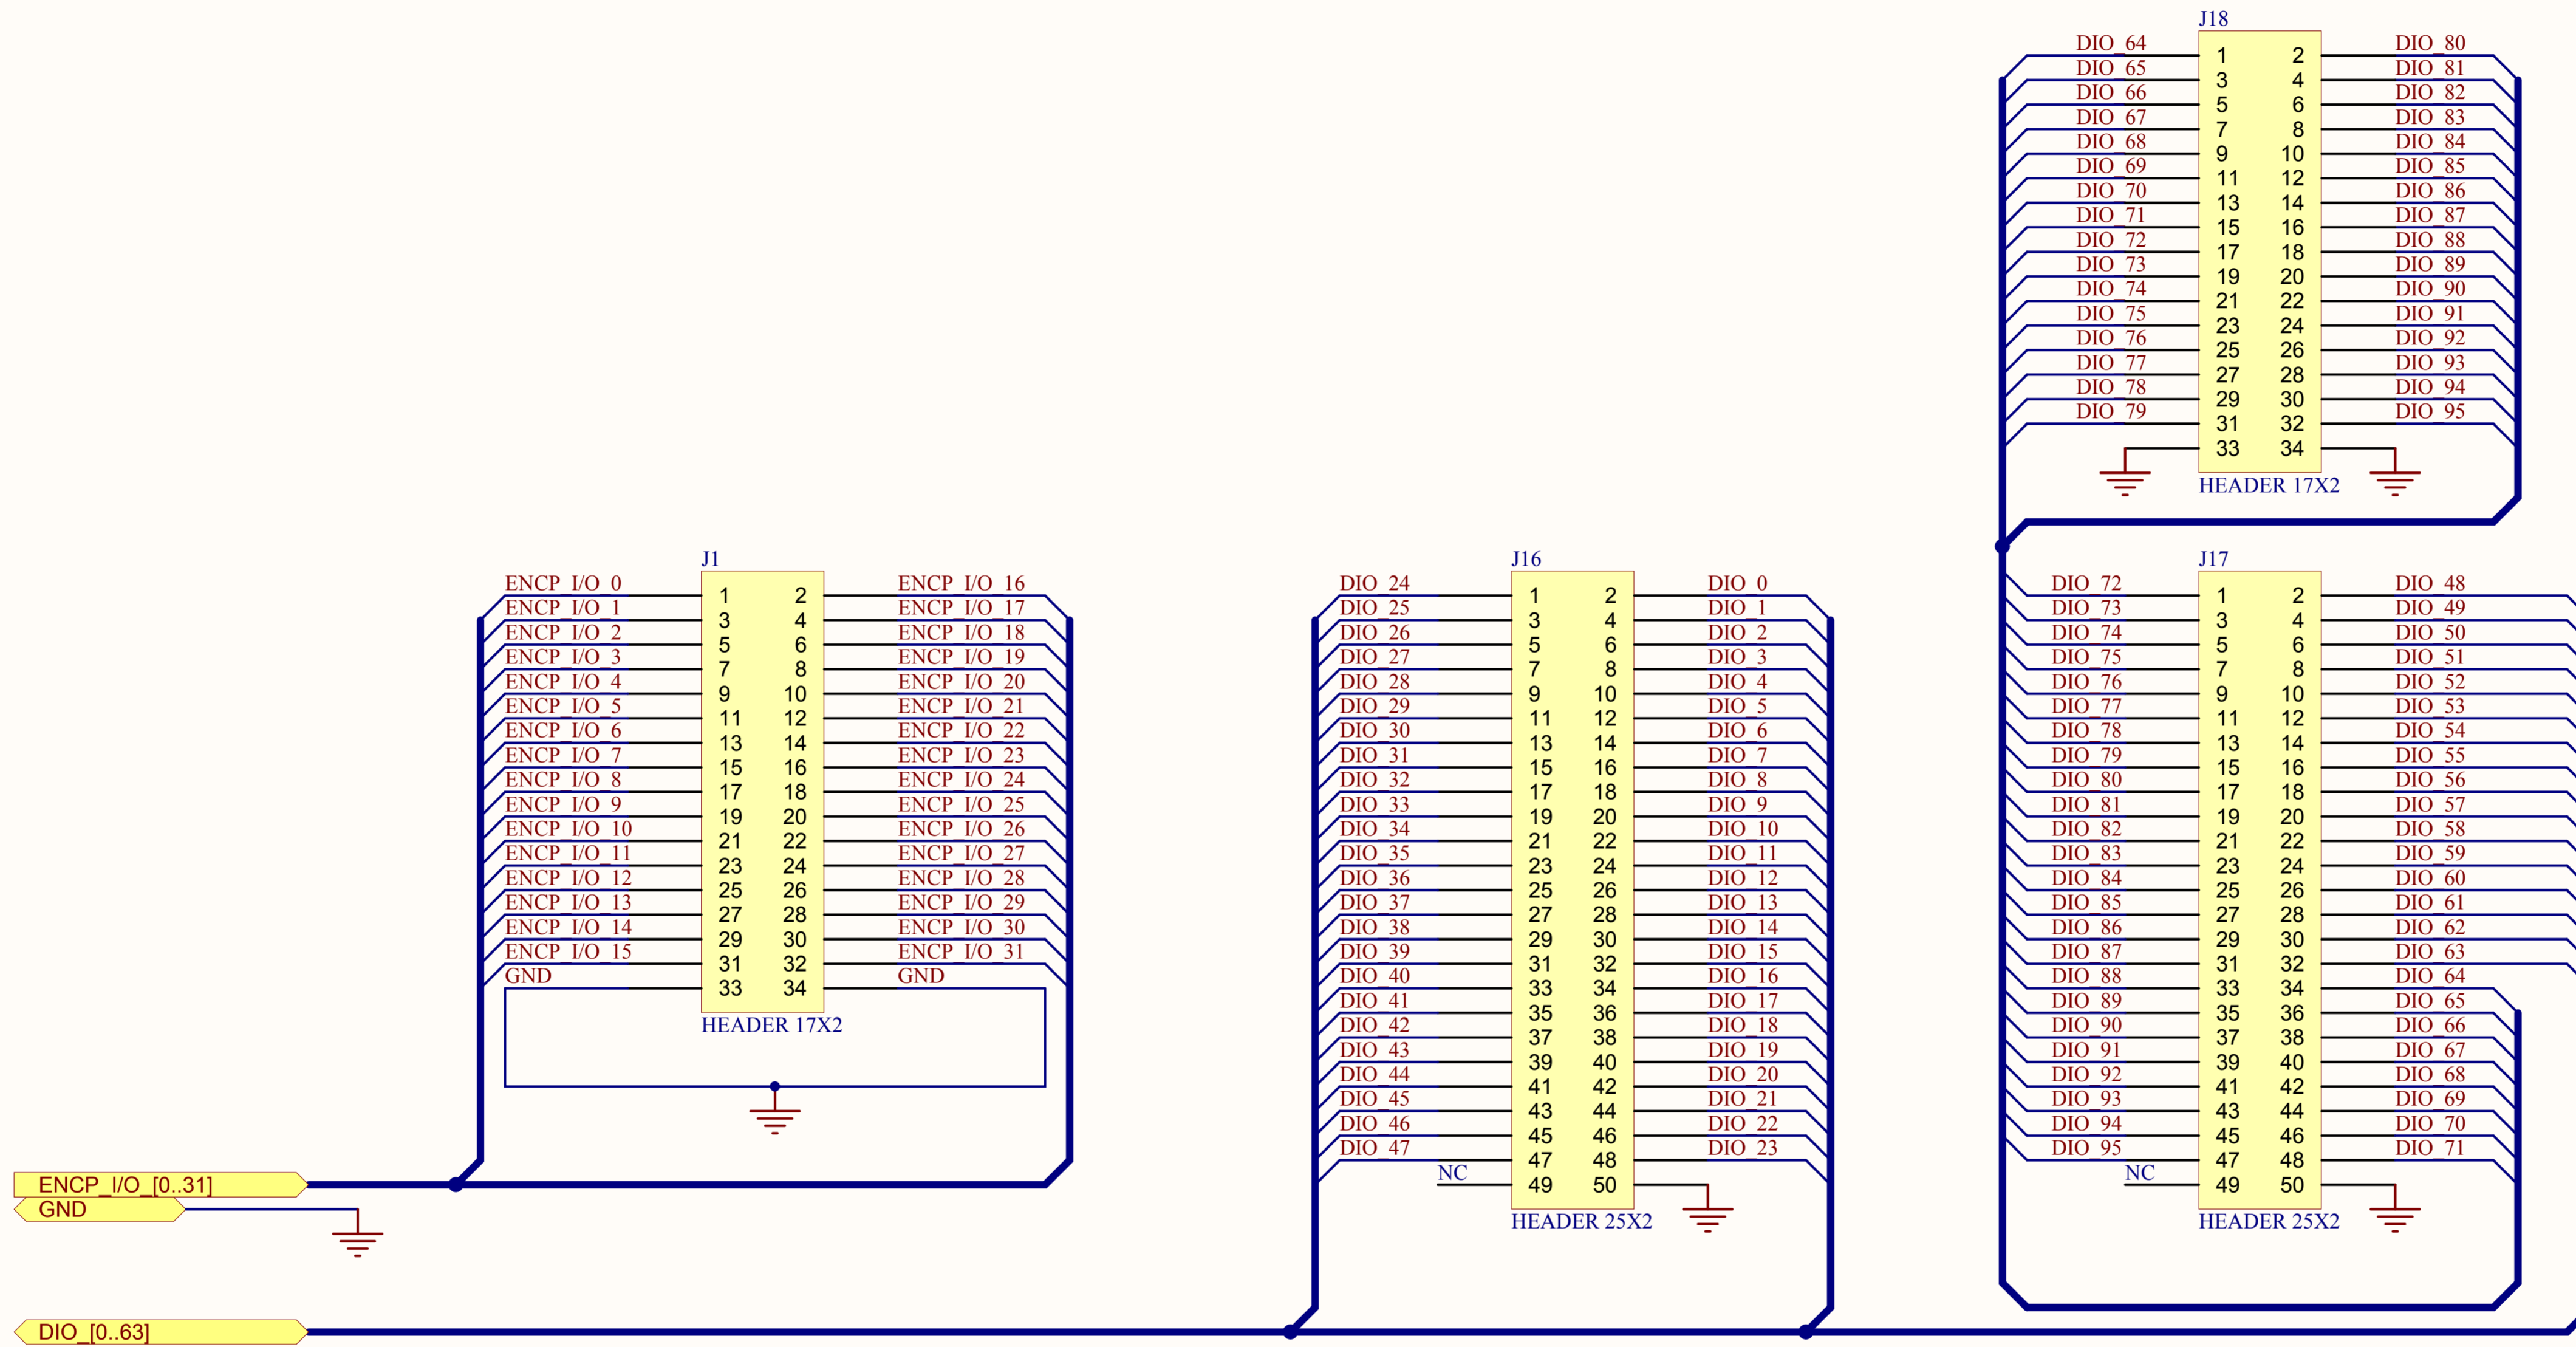 J18
DIO_64 1 2 DIO_80
DIO_65 3 4 DIO_81
DIO_66 5 6 DIO_82
DIO_67 7 8 DIO_83
DIO_68 9 10 DIO_84
DIO_69 11 12 DIO_85
DIO_70 13 14 DIO_86
DIO_71 15 16 DIO_87
DIO_72 17 18 DIO_88
DIO_73 19 20 DIO_89
DIO_74 21 22 DIO_90
DIO_75 23 24 DIO_91
DIO_76 25 26 DIO_92
DIO_77 27 28 DIO_93
DIO_78 29 30 DIO_94
DIO_79 31 32 DIO_95
33 34
HEADER 17X2
J1
ENCP_I/O_0 1 2 ENCP_I/O_16
ENCP_I/O_1 3 4 ENCP_I/O_17
ENCP_I/O_2 5 6 ENCP_I/O_18
ENCP_I/O_3 7 8 ENCP_I/O_19
ENCP_I/O_4 9 10 ENCP_I/O_20
ENCP_I/O_5 11 12 ENCP_I/O_21
ENCP_I/O_6 13 14 ENCP_I/O_22
ENCP_I/O_7 15 16 ENCP_I/O_23
ENCP_I/O_8 17 18 ENCP_I/O_24
ENCP_I/O_9 19 20 ENCP_I/O_25
ENCP_I/O_10 21 22 ENCP_I/O_26
ENCP_I/O_11 23 24 ENCP_I/O_27
ENCP_I/O_12 25 26 ENCP_I/O_28
ENCP_I/O_13 27 28 ENCP_I/O_29
ENCP_I/O_14 29 30 ENCP_I/O_30
ENCP_I/O_15 31 32 ENCP_I/O_31
GND 33 34 GND
HEADER 17X2
J16
DIO_24 1 2 DIO_0
DIO_25 3 4 DIO_1
DIO_26 5 6 DIO_2
DIO_27 7 8 DIO_3
DIO_28 9 10 DIO_4
DIO_29 11 12 DIO_5
DIO_30 13 14 DIO_6
DIO_31 15 16 DIO_7
DIO_32 17 18 DIO_8
DIO_33 19 20 DIO_9
DIO_34 21 22 DIO_10
DIO_35 23 24 DIO_11
DIO_36 25 26 DIO_12
DIO_37 27 28 DIO_13
DIO_38 29 30 DIO_14
DIO_39 31 32 DIO_15
DIO_40 33 34 DIO_16
DIO_41 35 36 DIO_17
DIO_42 37 38 DIO_18
DIO_43 39 40 DIO_19
DIO_44 41 42 DIO_20
DIO_45 43 44 DIO_21
DIO_46 45 46 DIO_22
DIO_47 47 48 DIO_23
NC 49 50
HEADER 25X2
J17
DIO_72 1 2 DIO_48
DIO_73 3 4 DIO_49
DIO_74 5 6 DIO_50
DIO_75 7 8 DIO_51
DIO_76 9 10 DIO_52
DIO_77 11 12 DIO_53
DIO_78 13 14 DIO_54
DIO_79 15 16 DIO_55
DIO_80 17 18 DIO_56
DIO_81 19 20 DIO_57
DIO_82 21 22 DIO_58
DIO_83 23 24 DIO_59
DIO_84 25 26 DIO_60
DIO_85 27 28 DIO_61
DIO_86 29 30 DIO_62
DIO_87 31 32 DIO_63
DIO_88 33 34 DIO_64
DIO_89 35 36 DIO_65
DIO_90 37 38 DIO_66
DIO_91 39 40 DIO_67
DIO_92 41 42 DIO_68
DIO_93 43 44 DIO_69
DIO_94 45 46 DIO_70
DIO_95 47 48 DIO_71
NC 49 50
HEADER 25X2
ENCP_I/O_[0..31]
GND
DIO_[0..63]